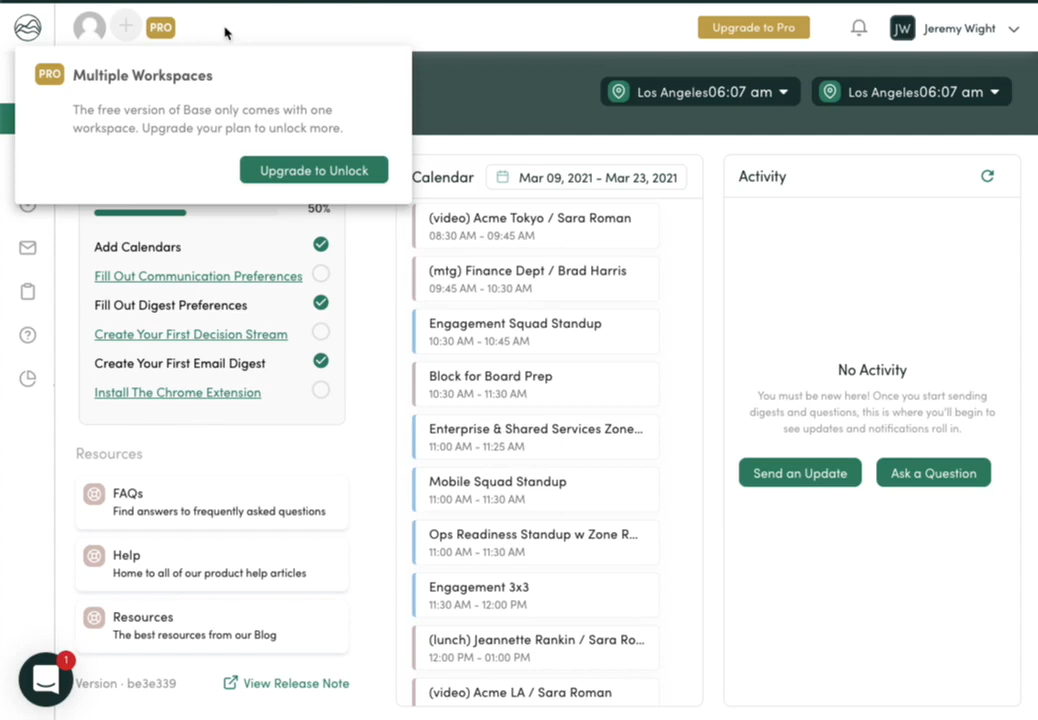 PRO
Upgrade to Pro
JW
Jeremy Wight
PRO Multiple Workspaces
The free version of Base only comes with one
workspace. Upgrade your plan to unlock more.
Upgrade to Unlock
Los Angeles06:07 am
Los Angeles06:07 am
50%
Add Calendars
Fill Out Communication Preferences
Fill Out Digest Preferences
Create Your First Decision Stream
Create Your First Email Digest
Install The Chrome Extension
Resources
FAQs
Find answers to frequently asked questions
Help
Home to all of our product help articles
Resources
The best resources from our Blog
1
Version · be3e339
View Release Note
Calendar
Mar 09, 2021 - Mar 23, 2021
(video) Acme Tokyo / Sara Roman
08:30 AM - 09:45 AM
(mtg) Finance Dept / Brad Harris
09:45 AM - 10:30 AM
Engagement Squad Standup
10:30 AM - 10:45 AM
Block for Board Prep
10:30 AM - 11:30 AM
Enterprise & Shared Services Zone...
11:00 AM - 11:25 AM
Mobile Squad Standup
11:00 AM - 11:30 AM
Ops Readiness Standup w Zone R...
11:00 AM - 11:30 AM
Engagement 3x3
11:30 AM - 12:00 PM
(lunch) Jeannette Rankin / Sara Ro...
12:00 PM - 01:00 PM
(video) Acme LA / Sara Roman
Activity
No Activity
You must be new here! Once you start sending
digests and questions, this is where you'll begin to
see updates and notifications roll in.
Send an Update
Ask a Question